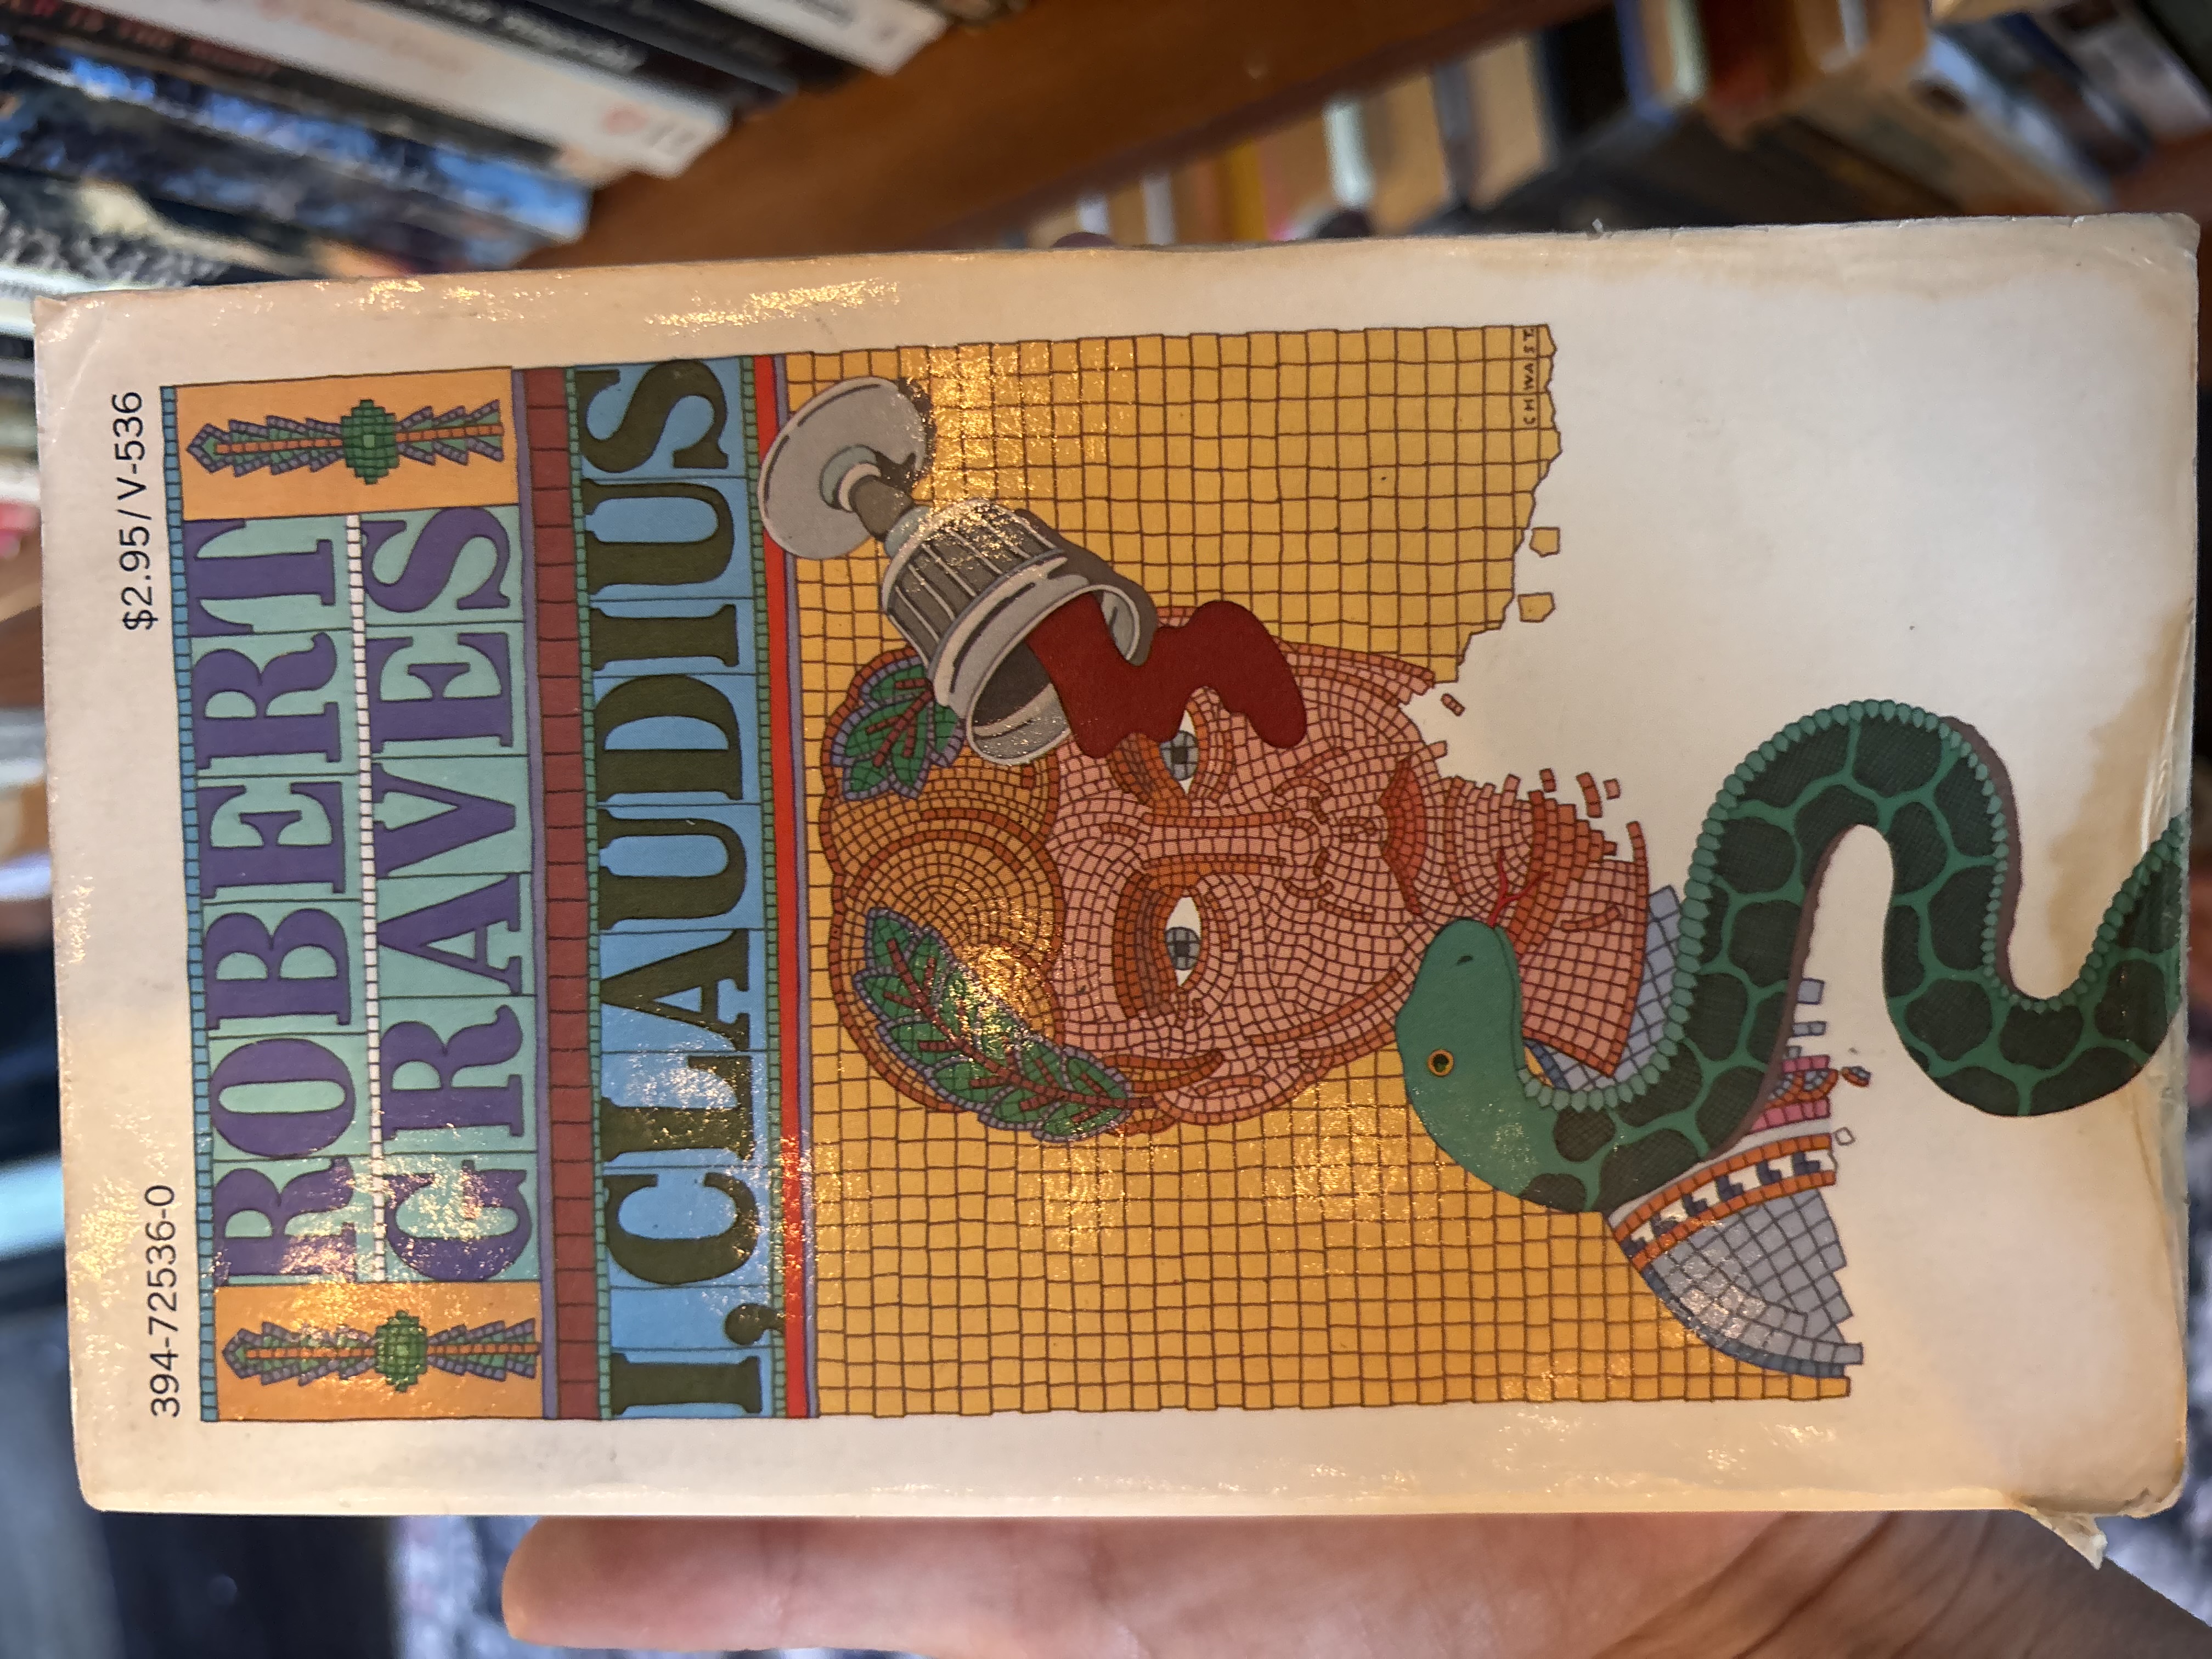 394-72536-0
$2.95/V-536
ROBERT
GRAVES
I, CLAUDIUS
CHWAST.